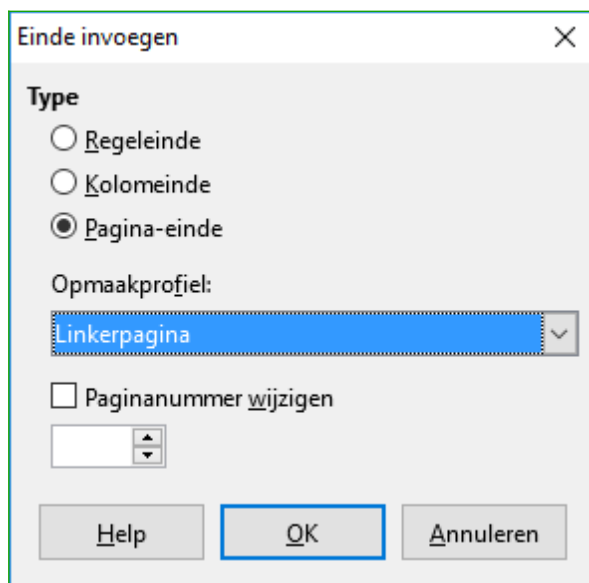 Einde invoegen
Type
Regeleinde
Kolomeinde
Pagina-einde
Opmaakprofiel:
Linkerpagina
Paginanummer wijzigen
Help OK Annuleren